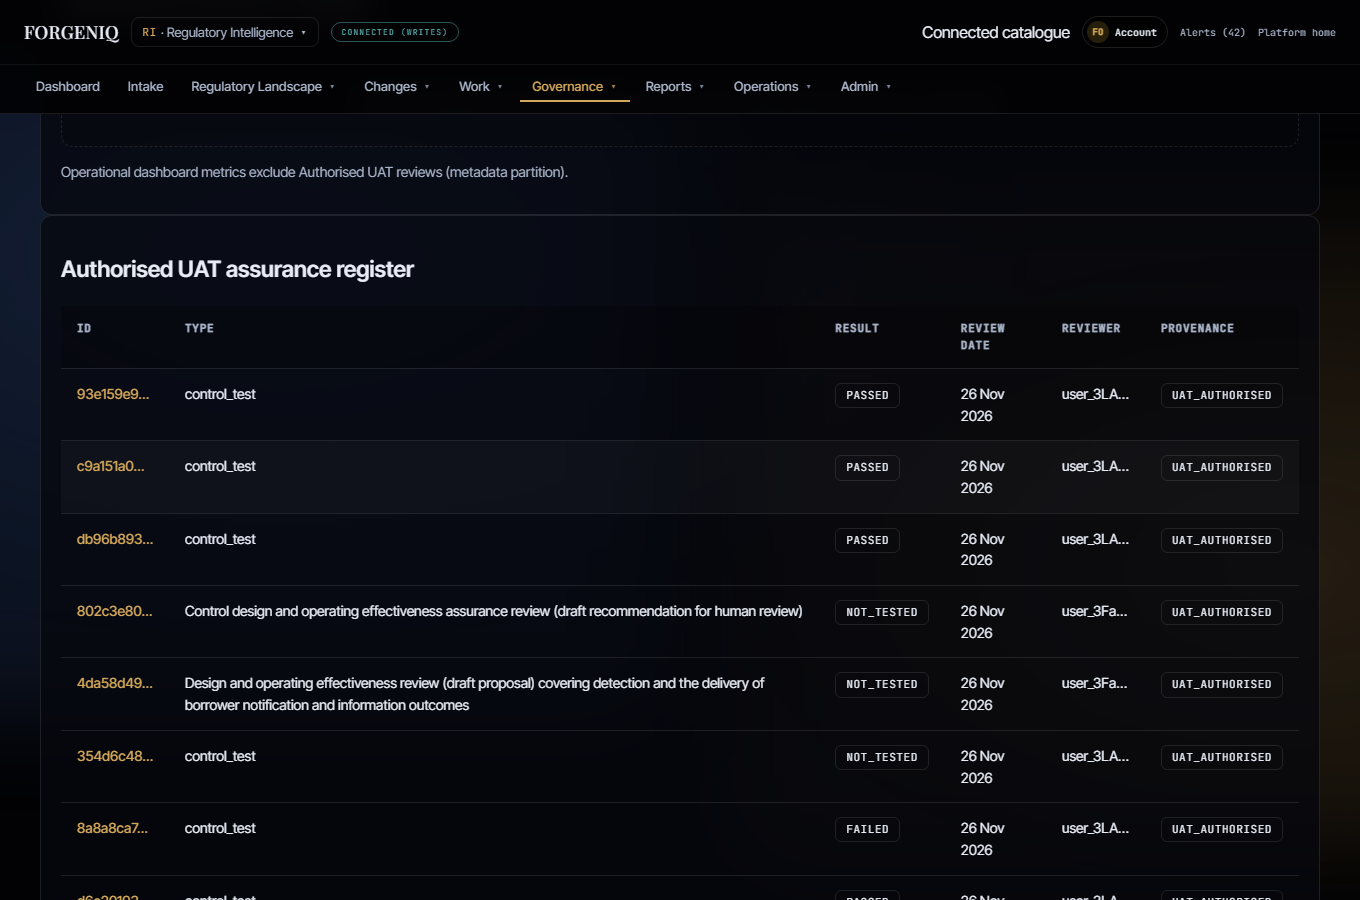 FORGENIQ
RI · Regulatory Intelligence
CONNECTED (WRITES)
Connected catalogue
FO Account
Alerts (42)
Platform home
Dashboard
Intake
Regulatory Landscape
Changes
Work
Governance
Reports
Operations
Admin
Operational dashboard metrics exclude Authorised UAT reviews (metadata partition).
Authorised UAT assurance register
ID TYPE RESULT REVIEW DATE REVIEWER PROVENANCE
93e159e9... control_test PASSED 26 Nov 2026 user_3LA... UAT_AUTHORISED
c9a151a0... control_test PASSED 26 Nov 2026 user_3LA... UAT_AUTHORISED
db96b893... control_test PASSED 26 Nov 2026 user_3LA... UAT_AUTHORISED
802c3e80... Control design and operating effectiveness assurance review (draft recommendation for human review) NOT_TESTED 26 Nov 2026 user_3Fa... UAT_AUTHORISED
4da58d49... Design and operating effectiveness review (draft proposal) covering detection and the delivery of
borrower notification and information outcomes NOT_TESTED 26 Nov 2026 user_3Fa... UAT_AUTHORISED
354d6c48... control_test NOT_TESTED 26 Nov 2026 user_3LA... UAT_AUTHORISED
8a8a8ca7... control_test FAILED 26 Nov 2026 user_3LA... UAT_AUTHORISED
control_test PASSED 26 Nov user_3LA... UAT_AUTHORISED